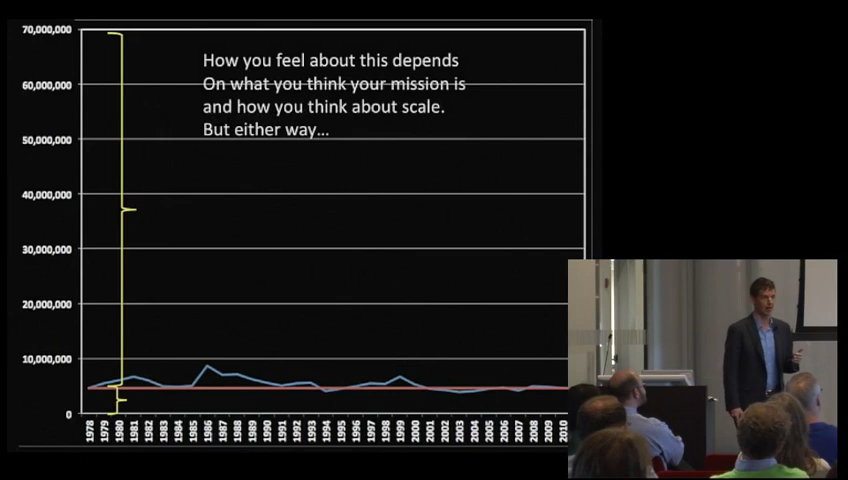 70,000,000
60,000,000
50,000,000
40,000,000
30,000,000
20,000,000
10,000,000
0
How you feel about this depends
On what you think your mission is
and how you think about scale.
But either way...
1978 1979 1980 1981 1982 1983 1984 1985 1986 1987 1988 1989 1990 1991 1992 1993 1994 1995 1996 1997 1998 1999 2000 2001 2002 2003 2004 2005 2006 2007 2008 2009 2010